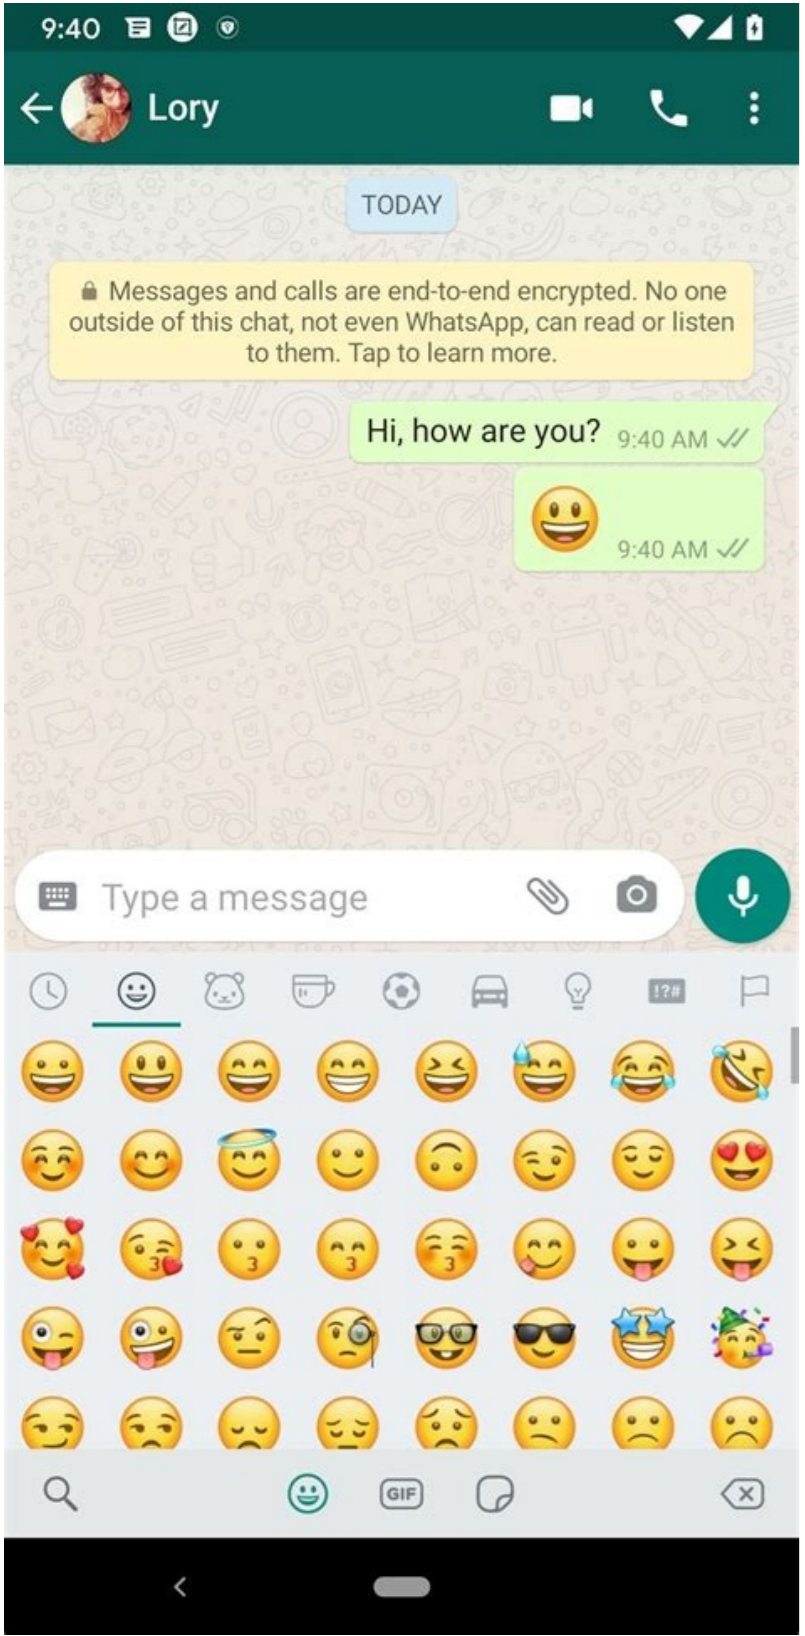 9:40
Lory
TODAY
Messages and calls are end-to-end encrypted. No one
outside of this chat, not even WhatsApp, can read or listen
to them. Tap to learn more.
Hi, how are you? 9:40 AM
9:40 AM
Type a message
!?#
GIF